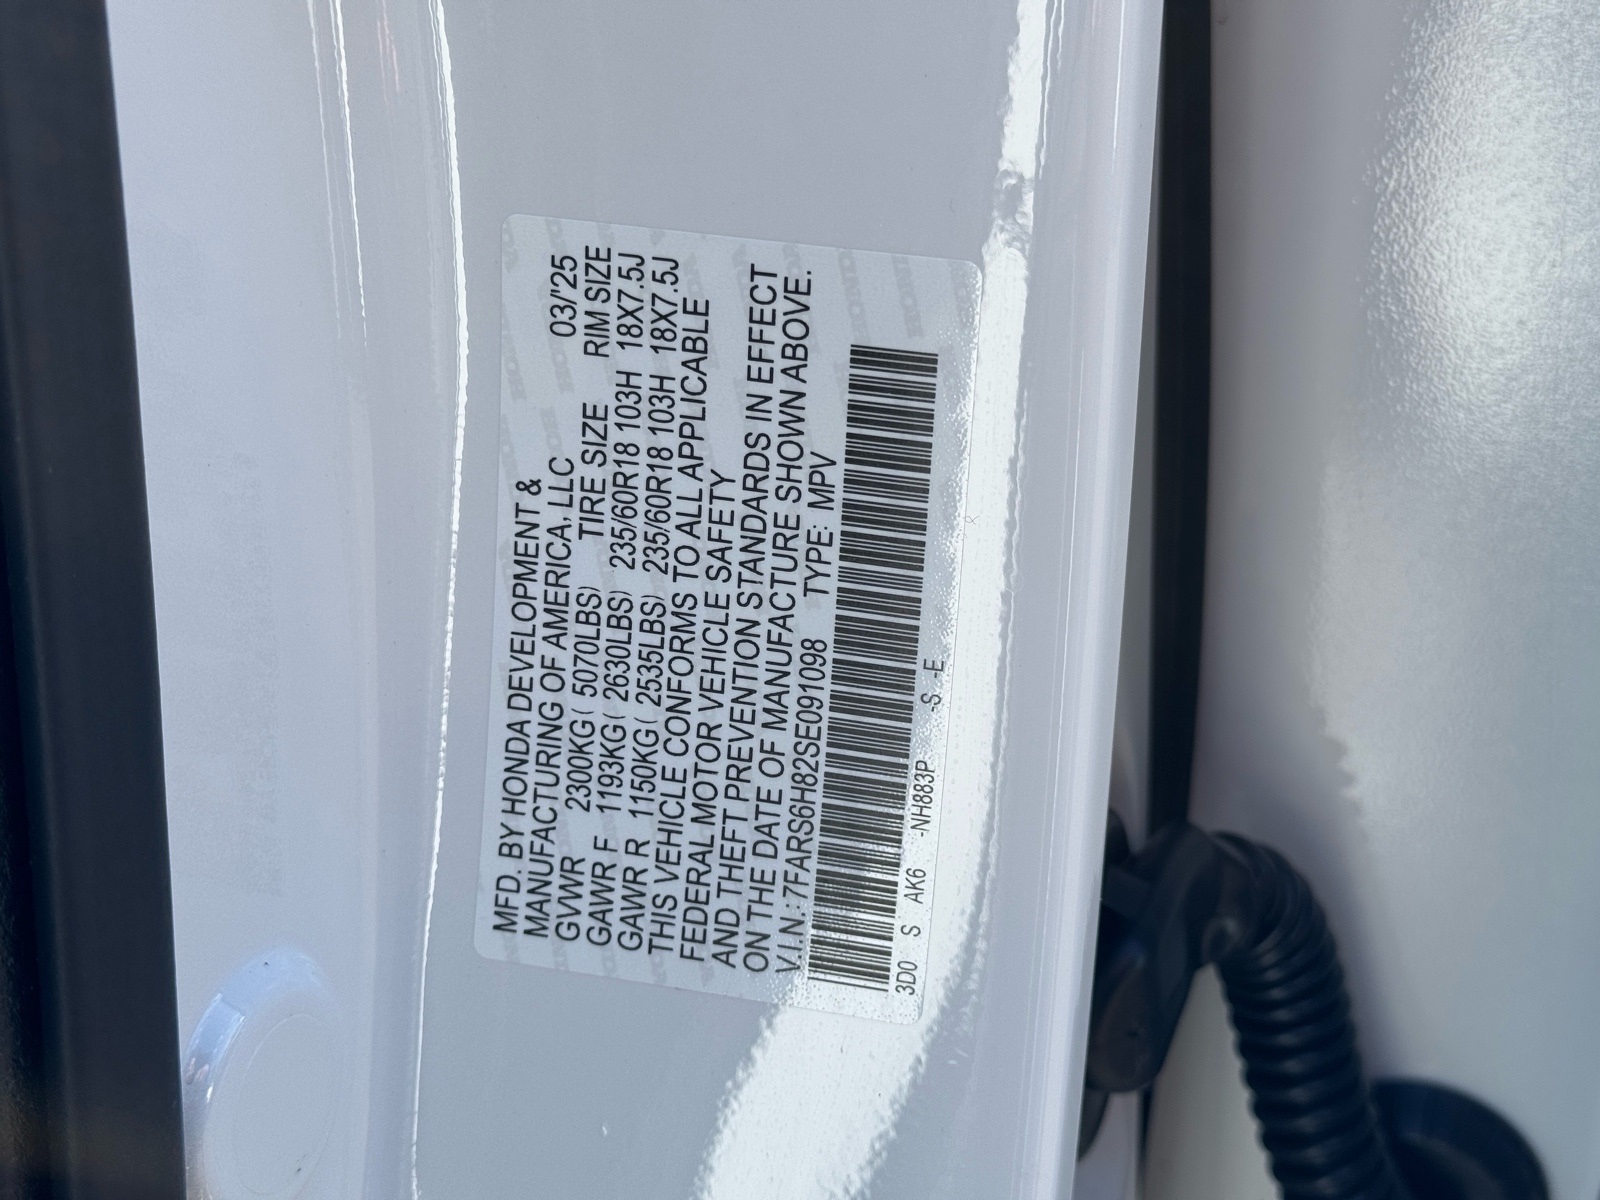 MFD. BY HONDA DEVELOPMENT &
MANUFACTURING OF AMERICA, LLC 03/'25
GVWR 2300KG( 5070LBS) TIRE SIZE RIM SIZE
GAWR F 1193KG( 2630LBS) 235/60R18 103H 18X7.5J
GAWR R 1150KG( 2535LBS) 235/60R18 103H 18X7.5J
THIS VEHICLE CONFORMS TO ALL APPLICABLE
FEDERAL MOTOR VEHICLE SAFETY
AND THEFT PREVENTION STANDARDS IN EFFECT
ON THE DATE OF MANUFACTURE SHOWN ABOVE.
V.I.N.: 7FARS6H82SE091098 TYPE: MPV
3D0 S AK6 -NH883P -S -E